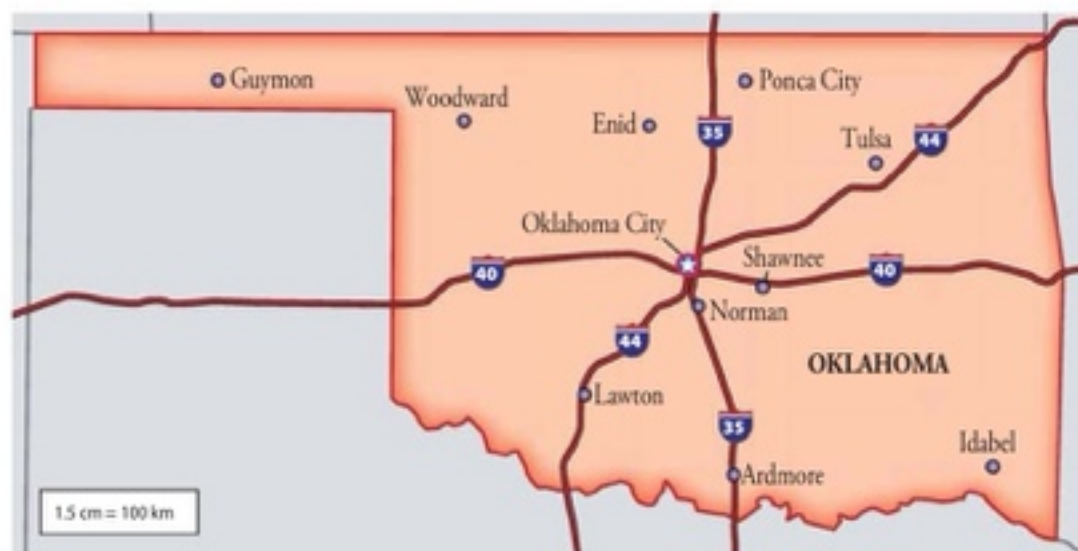 Guymon
Ponca City
Woodward
Enid
35
Tulsa
44
Oklahoma City
Shawnee
40
40
Norman
44
OKLAHOMA
Lawton
35
Idabel
Ardmore
1.5 cm = 100 km